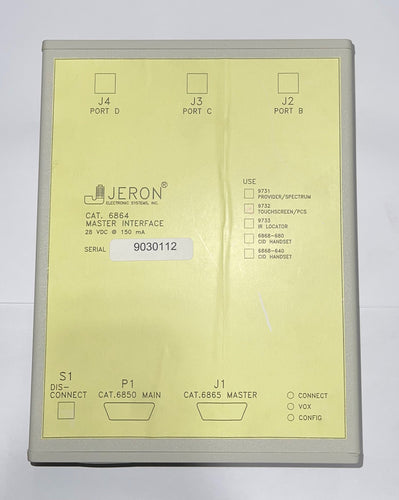 J4
PORT D
J3
PORT C
J2
PORT B
JERON®
ELECTRONIC SYSTEMS, INC.
CAT. 6864
MASTER INTERFACE
28 VDC @ 150 mA
SERIAL 9030112
USE
9731
PROVIDER/SPECTRUM
9732
TOUCHSCREEN/PCS
9733
IR LOCATOR
6868-680
CID HANDSET
6868-640
CID HANDSET
S1
DIS-
CONNECT
P1
CAT.6850 MAIN
J1
CAT.6865 MASTER
CONNECT
VOX
CONFIG